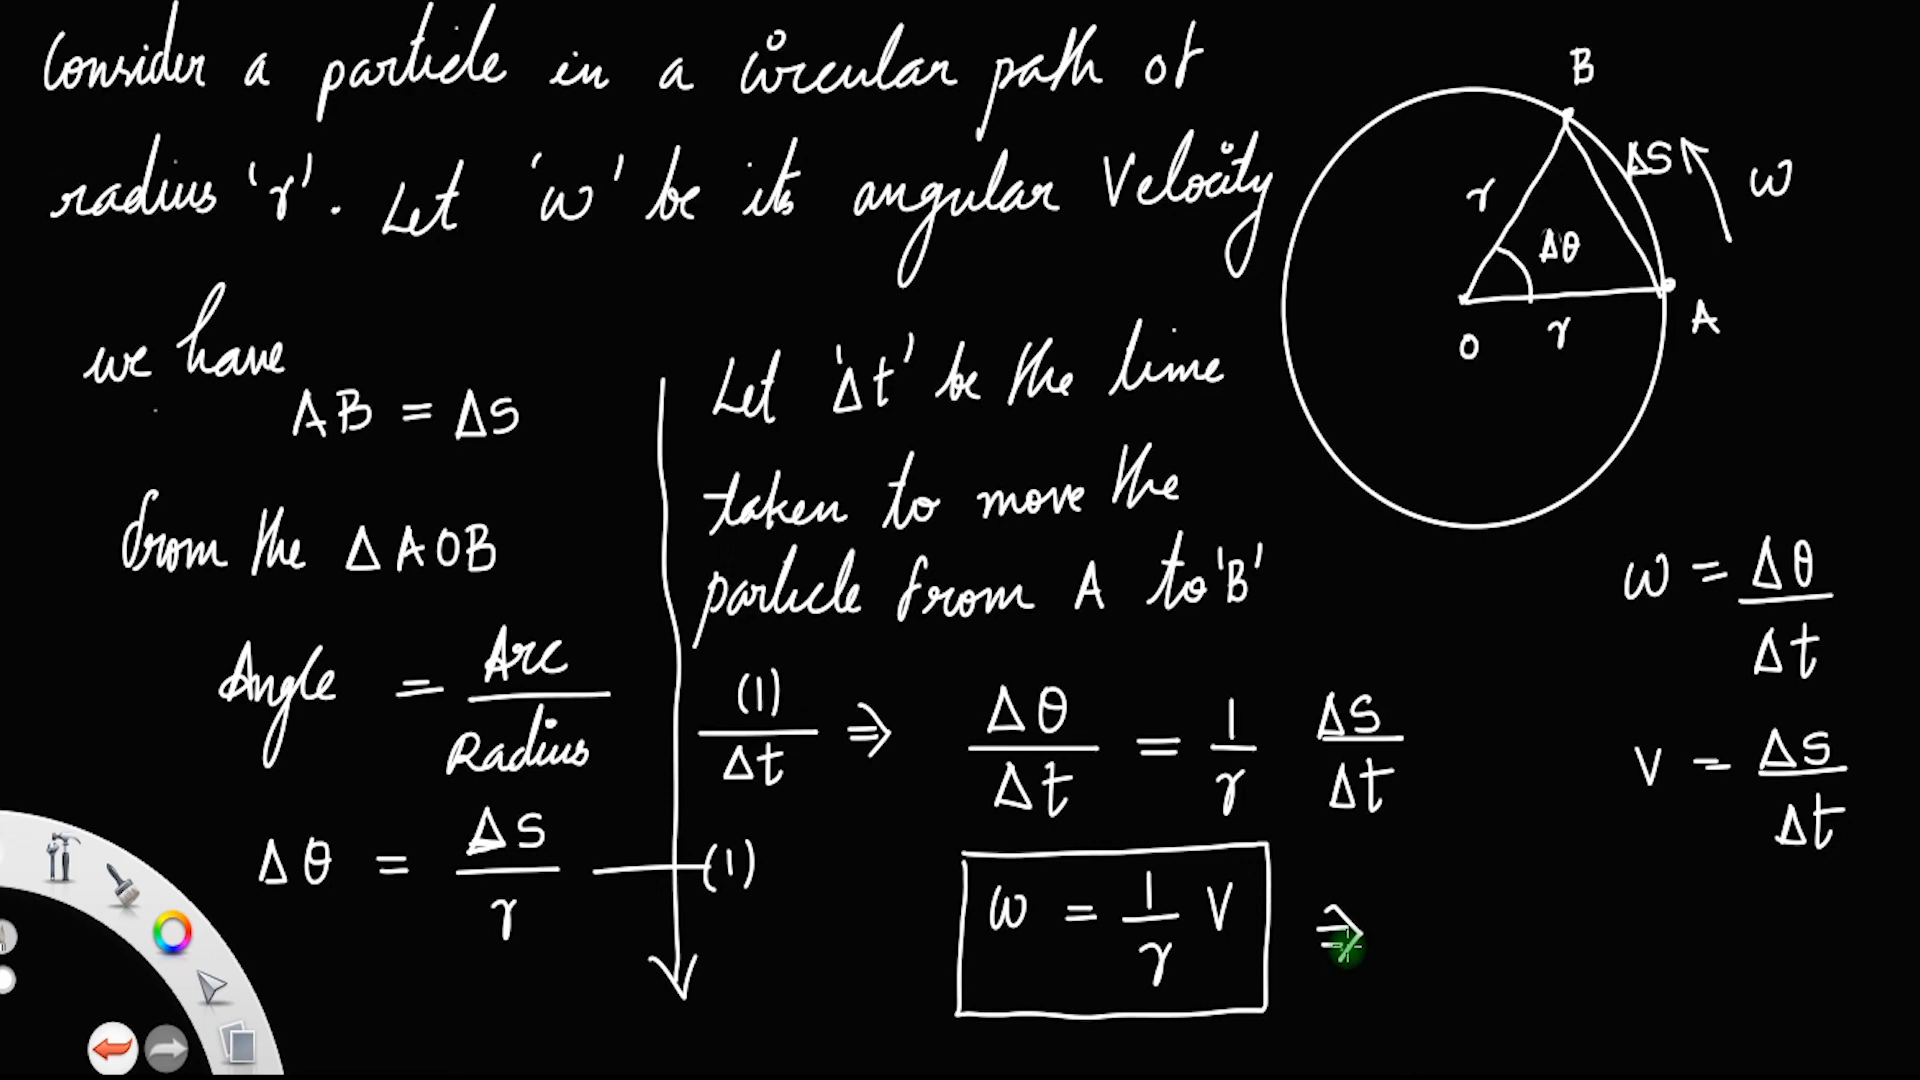 Consider a particle in a circular path of
radius 'r'. Let 'ω' be its angular Velocity
we have
AB = ΔS
from the ΔAOB
Angle = Arc / Radius
Δθ = ΔS / r —— (1)
Let 'Δt' be the time
taken to move the
particle from A to 'B'
(1) / Δt ⇒ Δθ / Δt = 1 / r ΔS / Δt
ω = 1 / r V ⇒
B
ΔS
ω
r
Δθ
A
O
r
ω = Δθ / Δt
V = ΔS / Δt